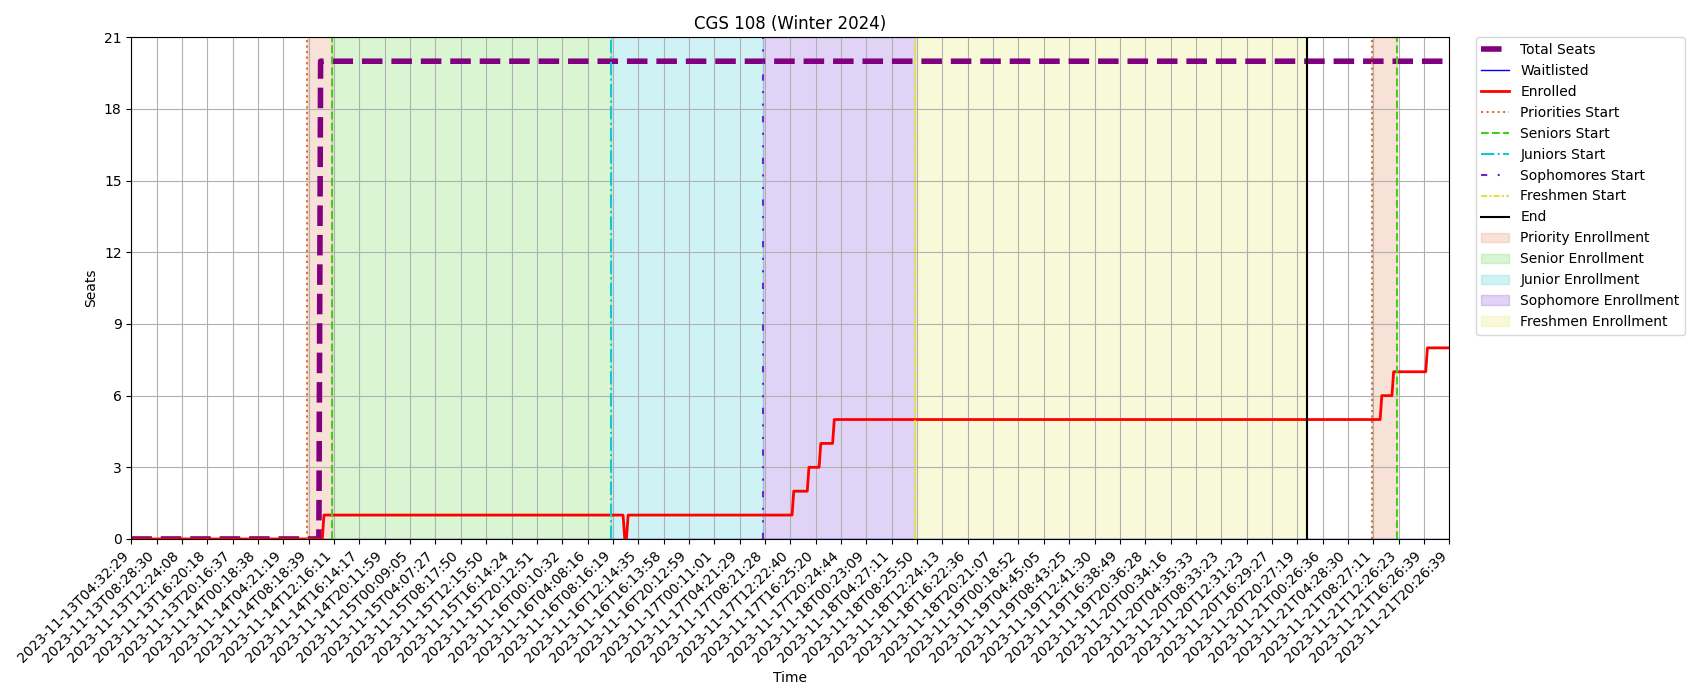 CGS 108 (Winter 2024)
21
18
15
12
9
6
3
0
Seats
2023-11-13T04:32:29
2023-11-13T08:28:30
2023-11-13T12:24:08
2023-11-13T16:20:18
2023-11-13T20:16:37
2023-11-14T00:18:38
2023-11-14T04:21:19
2023-11-14T08:18:39
2023-11-14T12:16:11
2023-11-14T16:14:17
2023-11-14T20:11:59
2023-11-15T00:09:05
2023-11-15T04:07:27
2023-11-15T08:17:50
2023-11-15T12:15:50
2023-11-15T16:14:24
2023-11-15T20:12:51
2023-11-16T00:10:32
2023-11-16T04:08:16
2023-11-16T08:16:19
2023-11-16T12:14:35
2023-11-16T16:13:58
2023-11-16T20:12:59
2023-11-17T00:11:01
2023-11-17T04:21:29
2023-11-17T08:21:28
2023-11-17T12:22:40
2023-11-17T16:25:20
2023-11-17T20:24:44
2023-11-18T00:23:09
2023-11-18T04:27:11
2023-11-18T08:25:50
2023-11-18T12:24:13
2023-11-18T16:22:36
2023-11-18T20:21:07
2023-11-19T00:18:52
2023-11-19T04:45:05
2023-11-19T08:43:25
2023-11-19T12:41:30
2023-11-19T16:38:49
2023-11-19T20:36:28
2023-11-20T00:34:16
2023-11-20T04:35:33
2023-11-20T08:33:23
2023-11-20T12:31:23
2023-11-20T16:29:27
2023-11-20T20:27:19
2023-11-21T00:26:36
2023-11-21T04:28:30
2023-11-21T08:27:11
2023-11-21T12:26:23
2023-11-21T16:26:39
2023-11-21T20:26:39
Time
Total Seats
Waitlisted
Enrolled
Priorities Start
Seniors Start
Juniors Start
Sophomores Start
Freshmen Start
End
Priority Enrollment
Senior Enrollment
Junior Enrollment
Sophomore Enrollment
Freshmen Enrollment